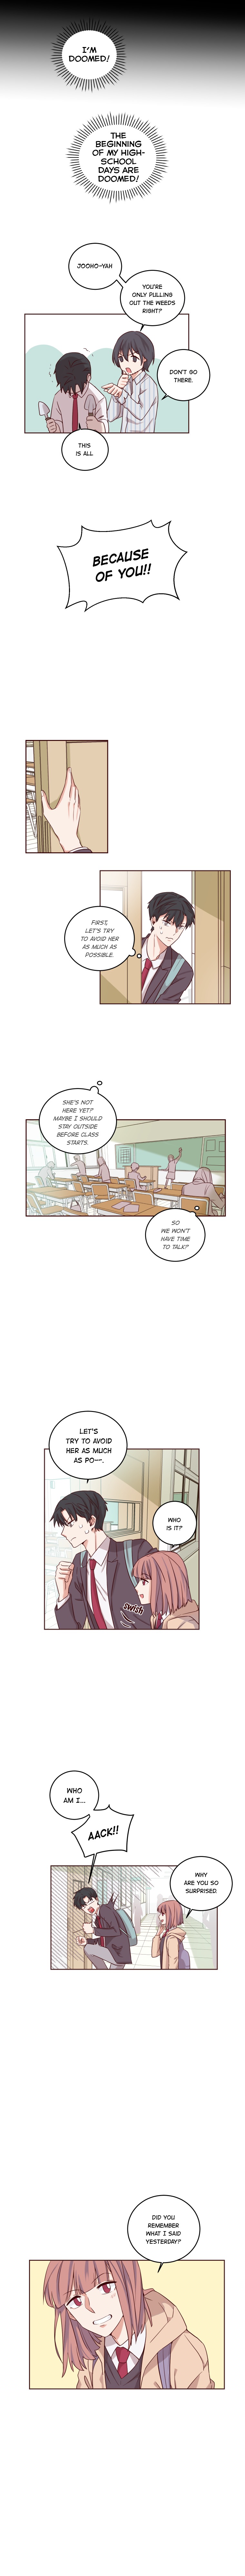 I'M
DOOMED!
THE
BEGINNING
OF MY HIGH-
SCHOOL
DAYS ARE
DOOMED!
JOOHO-YAH
YOU'RE
ONLY PULLING
OUT THE WEEDS
RIGHT?
DON'T GO
THERE.
THIS
IS ALL
BECAUSE
OF YOU!!
FIRST,
LET'S TRY
TO AVOID HER
AS MUCH AS
POSSIBLE.
SHE'S NOT
HERE YET?
MAYBE I SHOULD
STAY OUTSIDE
BEFORE CLASS
STARTS.
SO
WE WON'T
HAVE TIME
TO TALK?
LET'S
TRY TO AVOID
HER AS MUCH
AS PO--.
WHO
IS IT?
SWISH
WHO
AM I...
AACK!!
WHY
ARE YOU SO
SURPRISED.
DID YOU
REMEMBER
WHAT I SAID
YESTERDAY?